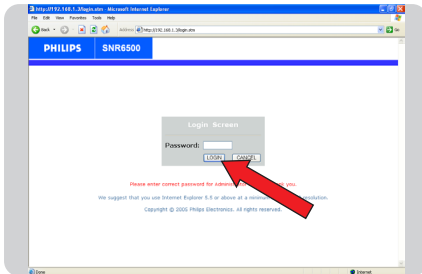 http://192.168.1.3/login.stm - Microsoft Internet Explorer
File Edit View Favorites Tools Help
Back Address http://192.168.1.3/login.stm Go
PHILIPS SNR6500
Login Screen
Password:
LOGIN CANCEL
Please enter correct password for Administrator you.
We suggest that you use Internet Explorer 5.5 or above at a minimum resolution.
Copyright © 2005 Philips Electronics. All rights reserved.
Done Internet